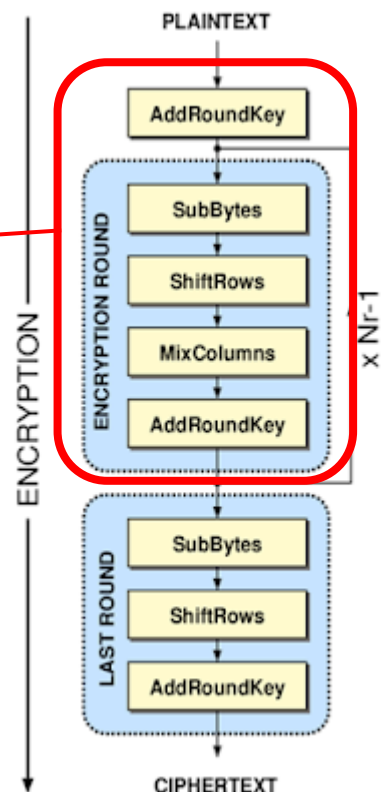 PLAINTEXT
AddRoundKey
ENCRYPTION ROUND
SubBytes
ShiftRows
MixColumns
AddRoundKey
x Nr-1
ENCRYPTION
LAST ROUND
SubBytes
ShiftRows
AddRoundKey
CIPHERTEXT